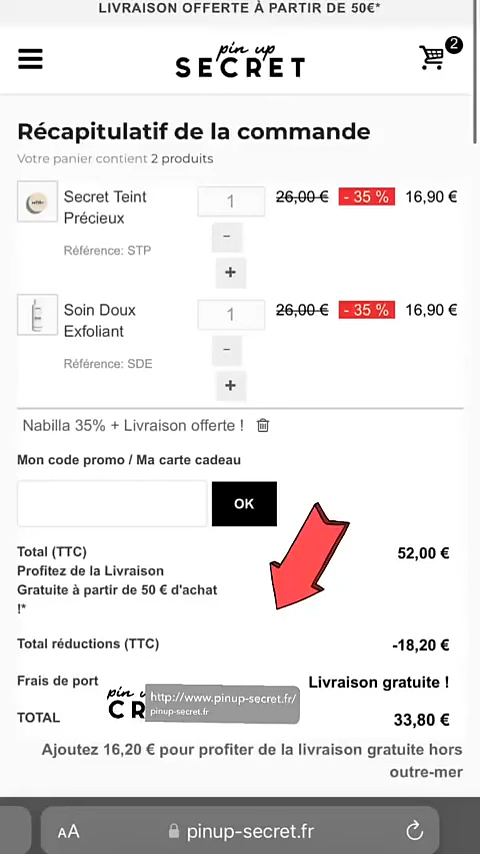 LIVRAISON OFFERTE À PARTIR DE 50€*
pin up
SECRET
2
Récapitulatif de la commande
Votre panier contient 2 produits
Secret Teint
Précieux
1
26,00 € - 35 % 16,90 €
-
Référence: STP
+
Soin Doux
Exfoliant
1
26,00 € - 35 % 16,90 €
-
Référence: SDE
+
Nabilla 35% + Livraison offerte !
Mon code promo / Ma carte cadeau
OK
Total (TTC)
Profitez de la Livraison
Gratuite à partir de 50 € d'achat
!*
52,00 €
Total réductions (TTC)
-18,20 €
Frais de port
Livraison gratuite !
pin
CR
http://www.pinup-secret.fr/
pinup-secret.fr
TOTAL
33,80 €
Ajoutez 16,20 € pour profiter de la livraison gratuite hors
outre-mer
AA
pinup-secret.fr